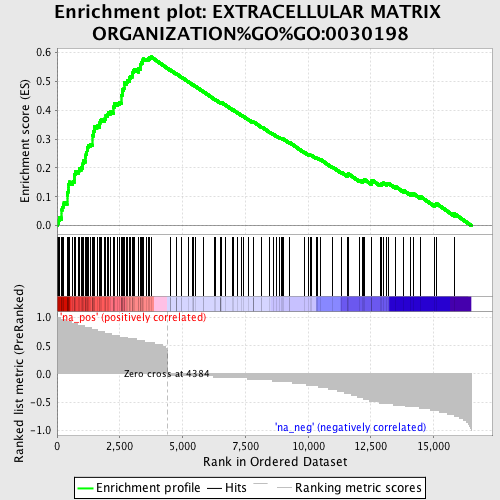 Enrichment plot: EXTRACELLULAR MATRIX
ORGANIZATION%GO%GO:0030198
Enrichment score (ES)
0.6
0.5
0.4
0.3
0.2
0.1
0.0
Ranked list metric (PreRanked)
1.0
0.5
0.0
-0.5
-1.0
'na_pos' (positively correlated)
Zero cross at 4384
'na_neg' (negatively correlated)
0
2,500
5,000
7,500
10,000
12,500
15,000
Rank in Ordered Dataset
Enrichment profile
Hits
Ranking metric scores